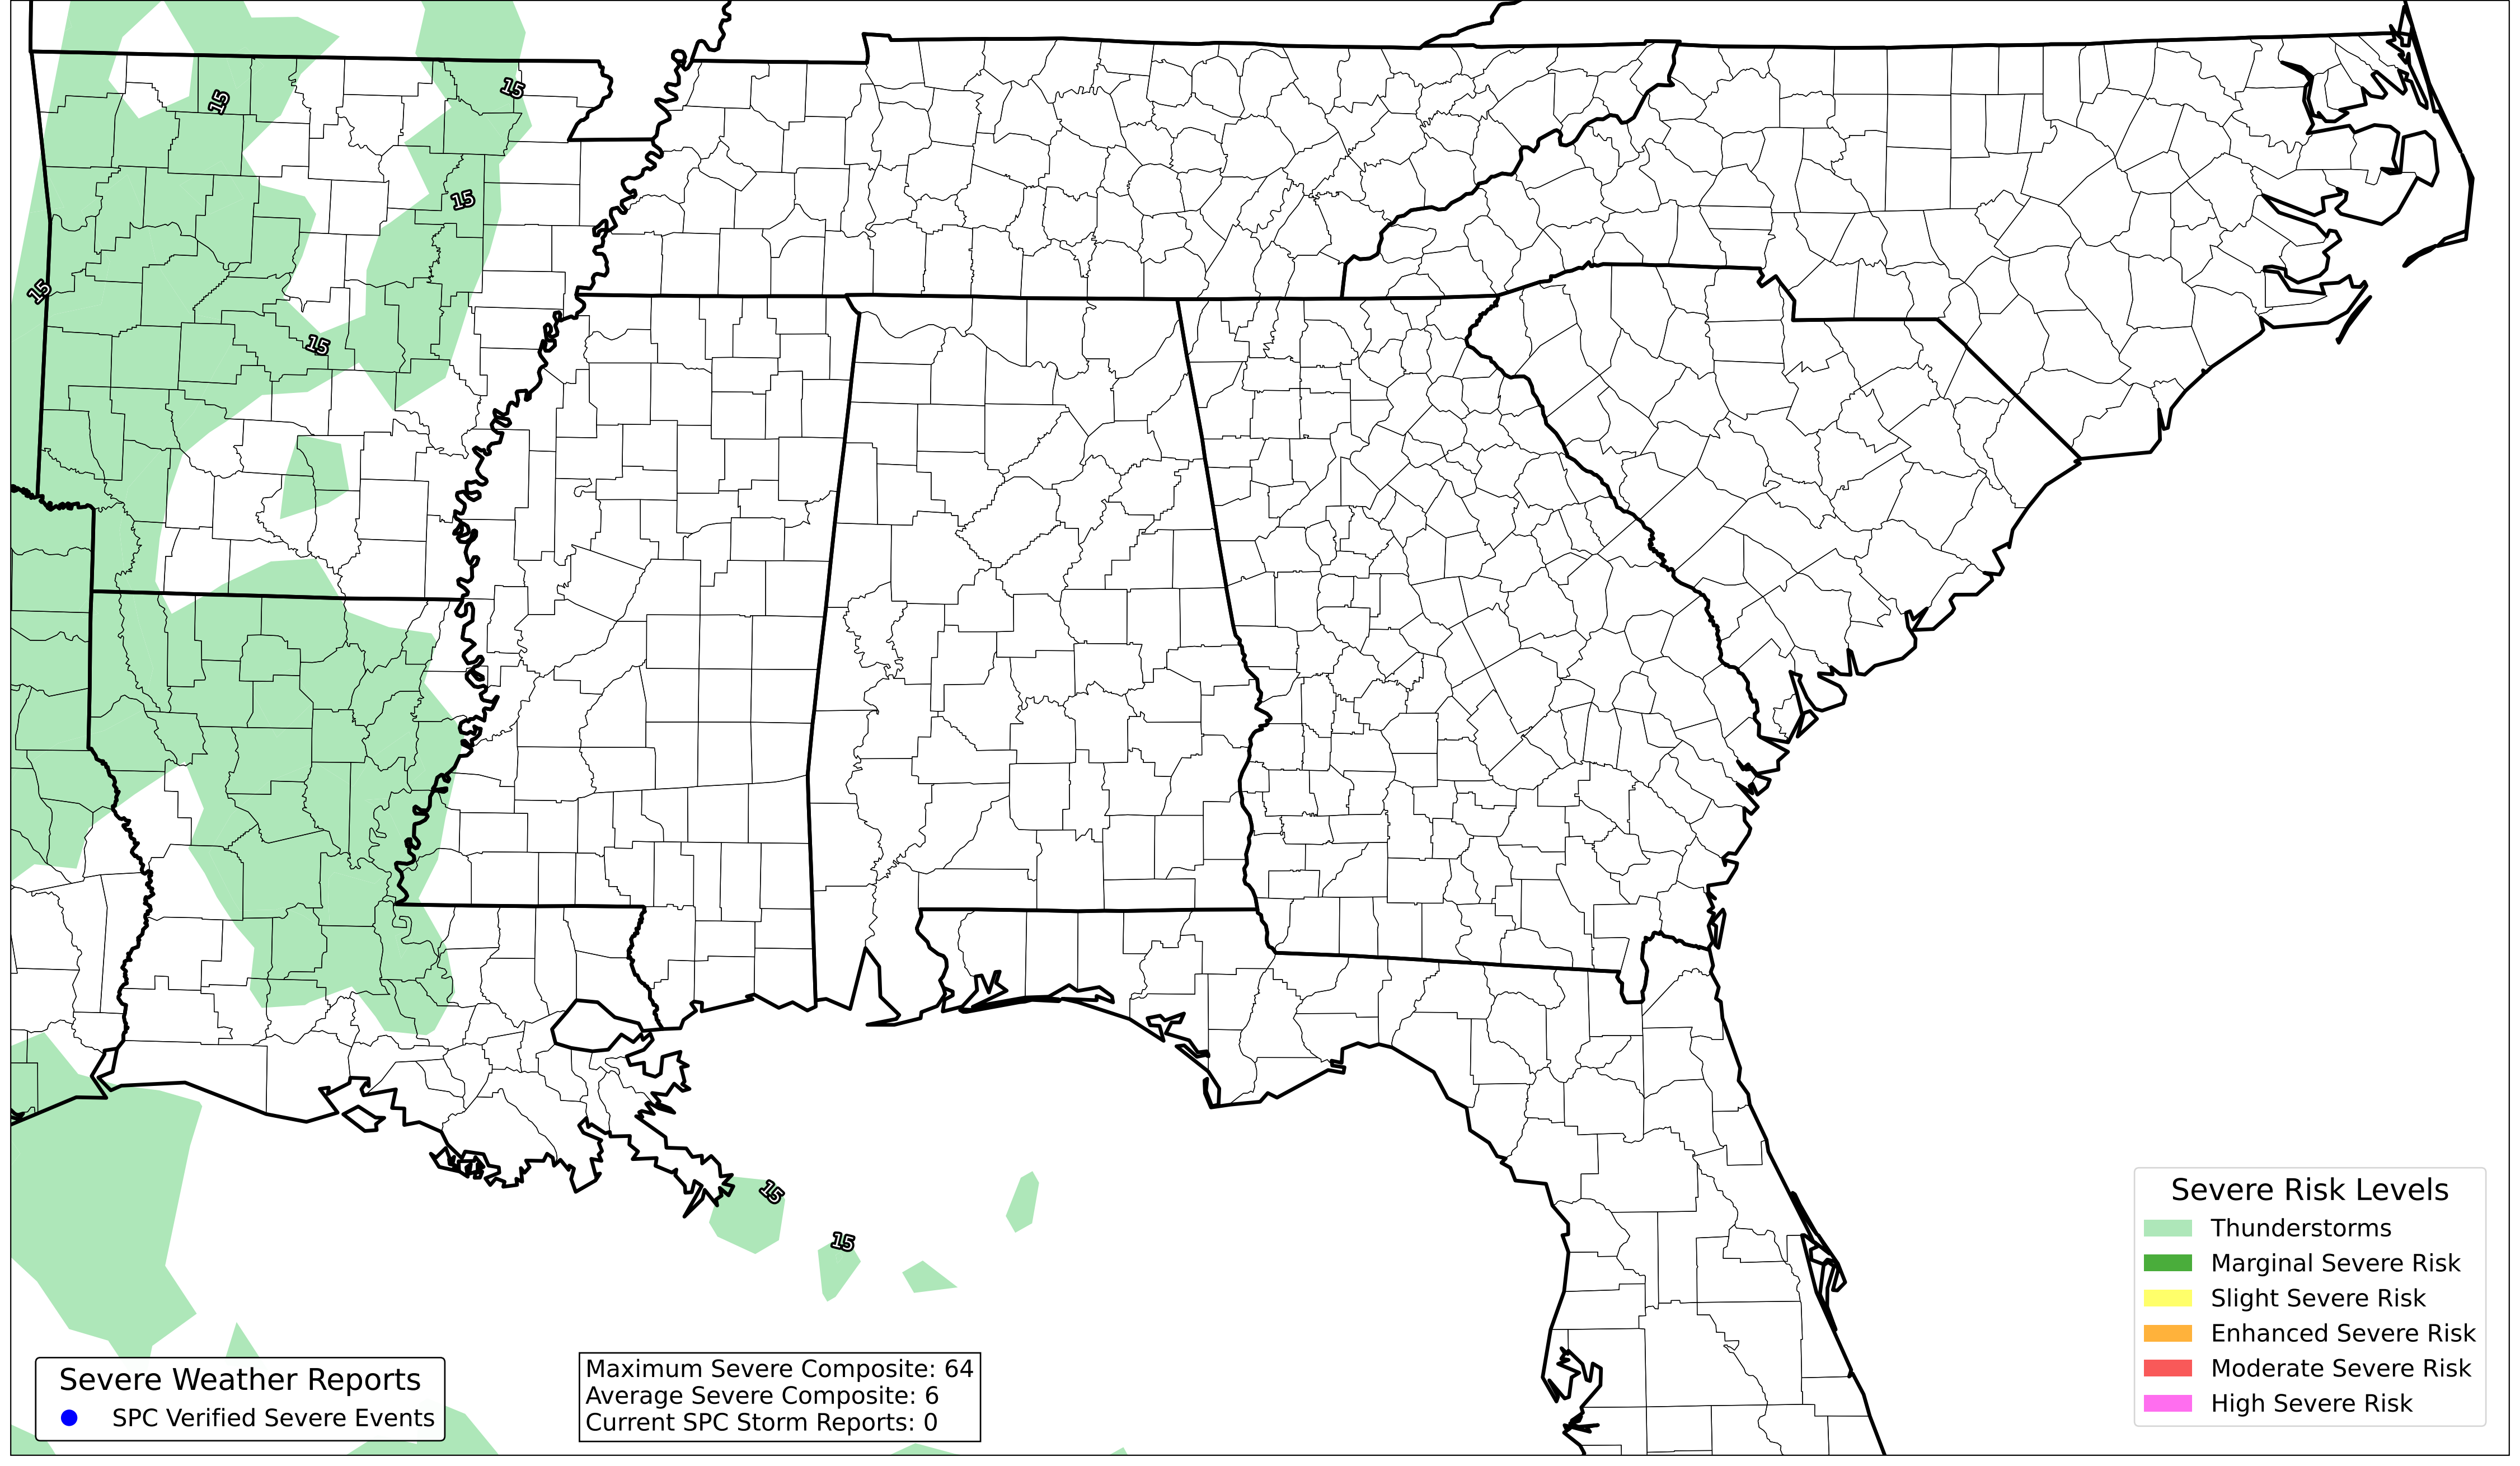 15
15
15
15
15
15
15
Severe Risk Levels
Thunderstorms
Marginal Severe Risk
Slight Severe Risk
Enhanced Severe Risk
Moderate Severe Risk
High Severe Risk
Severe Weather Reports
SPC Verified Severe Events
Maximum Severe Composite: 64
Average Severe Composite: 6
Current SPC Storm Reports: 0